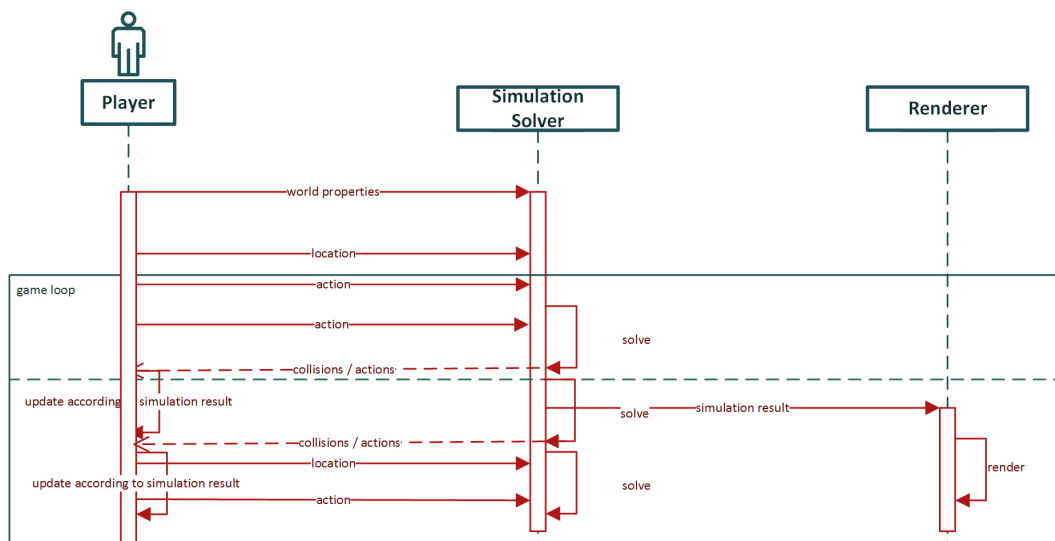 Player
Simulation
Solver
Renderer
world properties
location
action
game loop
action
solve
collisions / actions
update according
simulation result
solve
simulation result
collisions / actions
location
render
update according to simulation result
solve
action